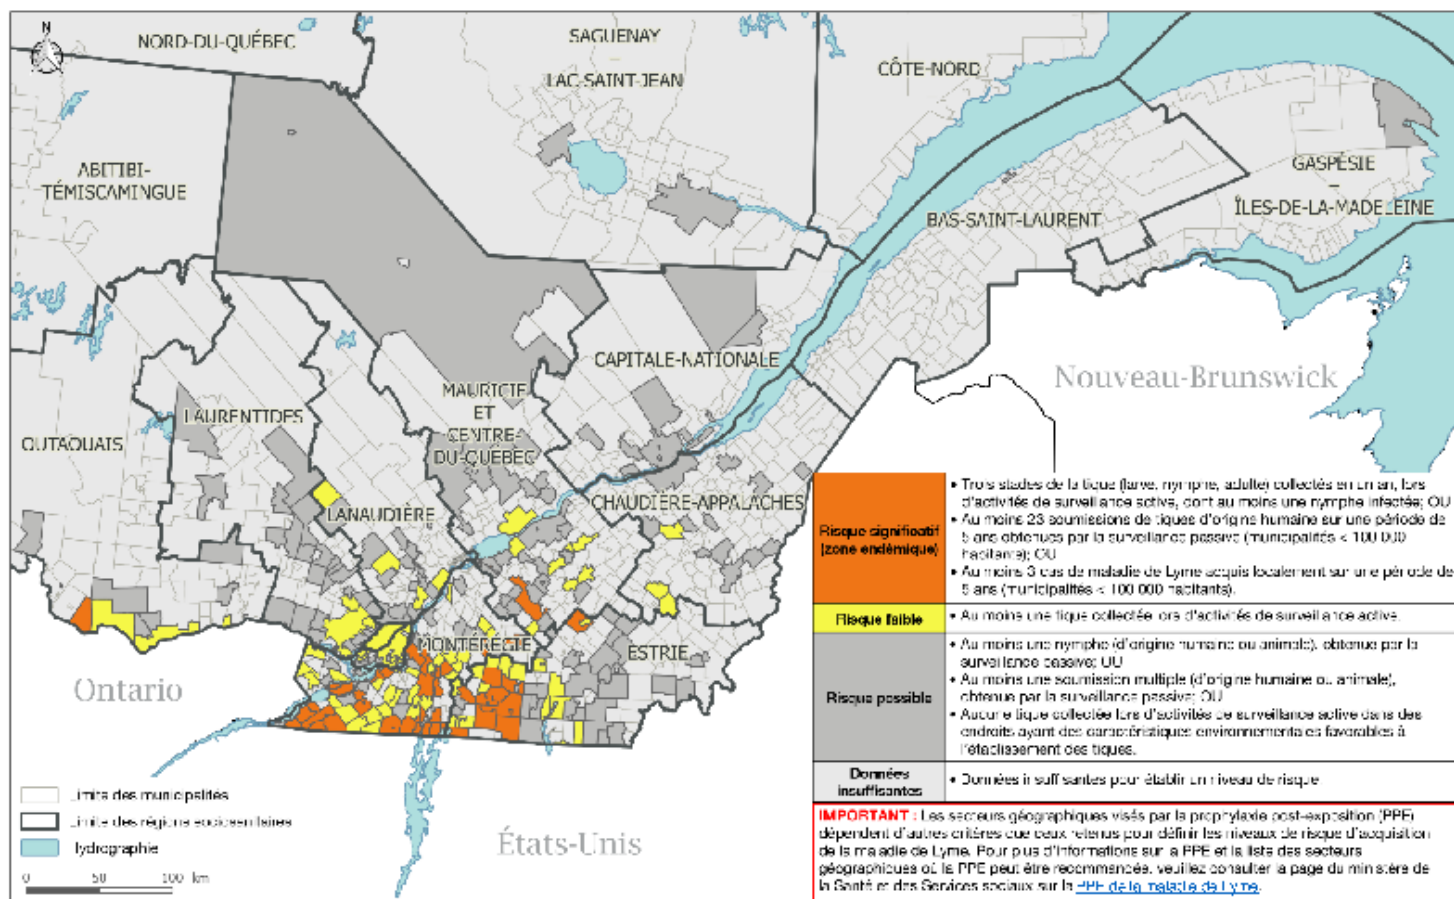 N
NORD-DU-QUÉBEC
SAGUENAY
–
LAC-SAINT-JEAN
CÔTE-NORD
ABITIBI-
TÉMISCAMINGUE
GASPÉSIE
–
ÎLES-DE-LA-MADELEINE
BAS-SAINT-LAURENT
CAPITALE-NATIONALE
Nouveau-Brunswick
MAURICIE
ET
CENTRE-
DU-QUÉBEC
LAURENTIDES
OUTAOUAIS
LANAUDIÈRE
CHAUDIÈRE-APPALACHES
MONTÉRÉGIE
ESTRIE
Ontario
États-Unis
Limite des municipalités
Limite des régions sociosanitaires
Hydrographie
0 50 100 km
Risque significatif
(zone endémique)
• Trois stades de la tique (larve, nymphe, adulte) collectés en un an, lors
d'activités de surveillance active, dont au moins une nymphe infectée; OU
• Au moins 23 soumissions de tiques d'origine humaine sur une période de
5 ans obtenues par la surveillance passive (municipalités < 100 000
habitants); OU
• Au moins 3 cas de maladie de Lyme acquis localement sur une période de
5 ans (municipalités < 100 000 habitants).
Risque faible
• Au moins une tique collectée lors d'activités de surveillance active.
Risque possible
• Au moins une nymphe (d'origine humaine ou animale), obtenue par la
surveillance passive; OU
• Au moins une soumission multiple (d'origine humaine ou animale),
obtenue par la surveillance passive; OU
• Aucune tique collectée lors d'activités de surveillance active dans des
endroits ayant des caractéristiques environnementales favorables à
l'établissement des tiques.
Données
insuffisantes
• Données insuffisantes pour établir un niveau de risque
IMPORTANT : Les secteurs géographiques visés par la prophylaxie post-exposition (PPE)
dépendent d'autres critères que ceux retenus pour définir les niveaux de risque d'acquisition
de la maladie de Lyme. Pour plus d'informations sur la PPE et la liste des secteurs
géographiques où la PPE peut être recommandée, veuillez consulter la page du ministère de
la Santé et des Services sociaux sur la PPE de la maladie de Lyme.